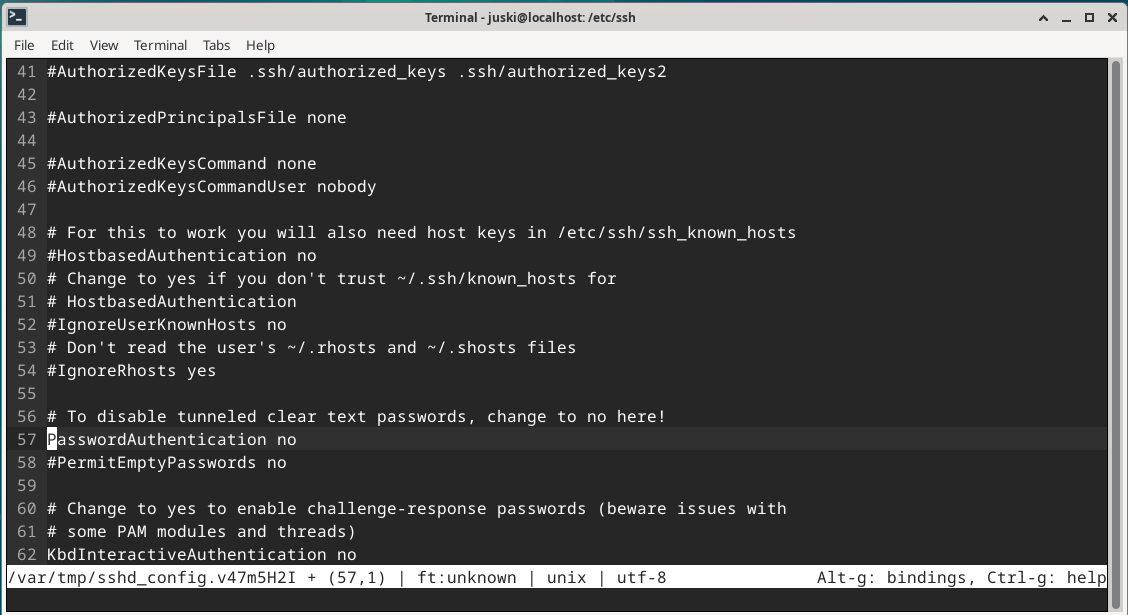 Terminal - juski@localhost: /etc/ssh
File Edit View Terminal Tabs Help
41 #AuthorizedKeysFile .ssh/authorized_keys .ssh/authorized_keys2
42
43 #AuthorizedPrincipalsFile none
44
45 #AuthorizedKeysCommand none
46 #AuthorizedKeysCommandUser nobody
47
48 # For this to work you will also need host keys in /etc/ssh/ssh_known_hosts
49 #HostbasedAuthentication no
50 # Change to yes if you don't trust ~/.ssh/known_hosts for
51 # HostbasedAuthentication
52 #IgnoreUserKnownHosts no
53 # Don't read the user's ~/.rhosts and ~/.shosts files
54 #IgnoreRhosts yes
55
56 # To disable tunneled clear text passwords, change to no here!
57 PasswordAuthentication no
58 #PermitEmptyPasswords no
59
60 # Change to yes to enable challenge-response passwords (beware issues with
61 # some PAM modules and threads)
62 KbdInteractiveAuthentication no
/var/tmp/sshd_config.v47m5H2I + (57,1) | ft:unknown | unix | utf-8 Alt-g: bindings, Ctrl-g: help